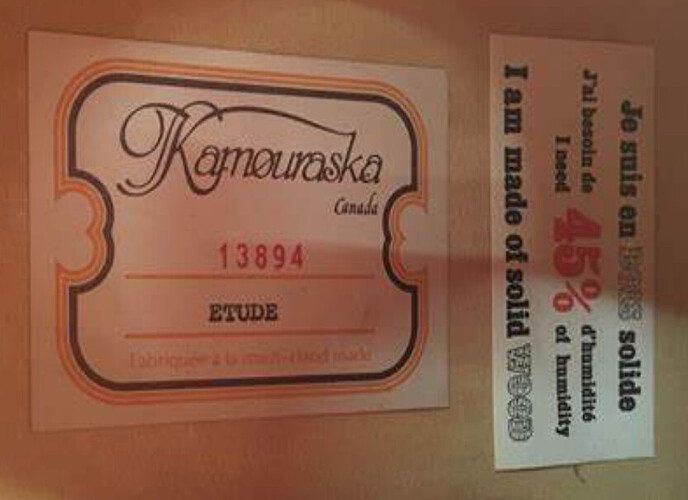 Kamouraska
Canada
13894
ETUDE
Fabriquée à la main-Hand made
Je suis en BOIS solide
J'ai besoin de 45% d'humidité
I need 45% of humidity
I am made of solid WOOD